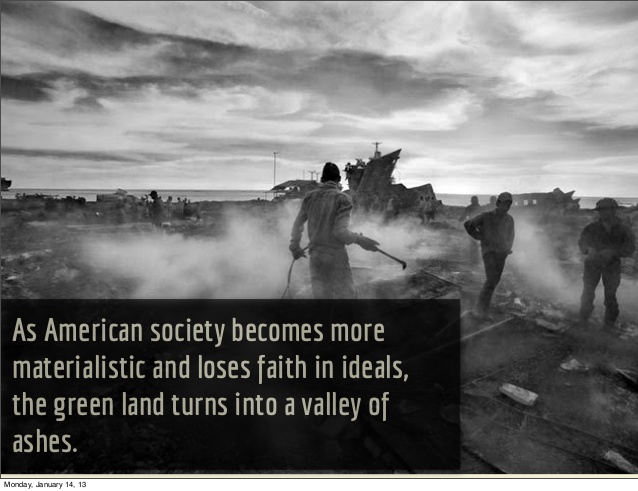 As American society becomes more
materialistic and loses faith in ideals,
the green land turns into a valley of
ashes.
Monday, January 14, 13